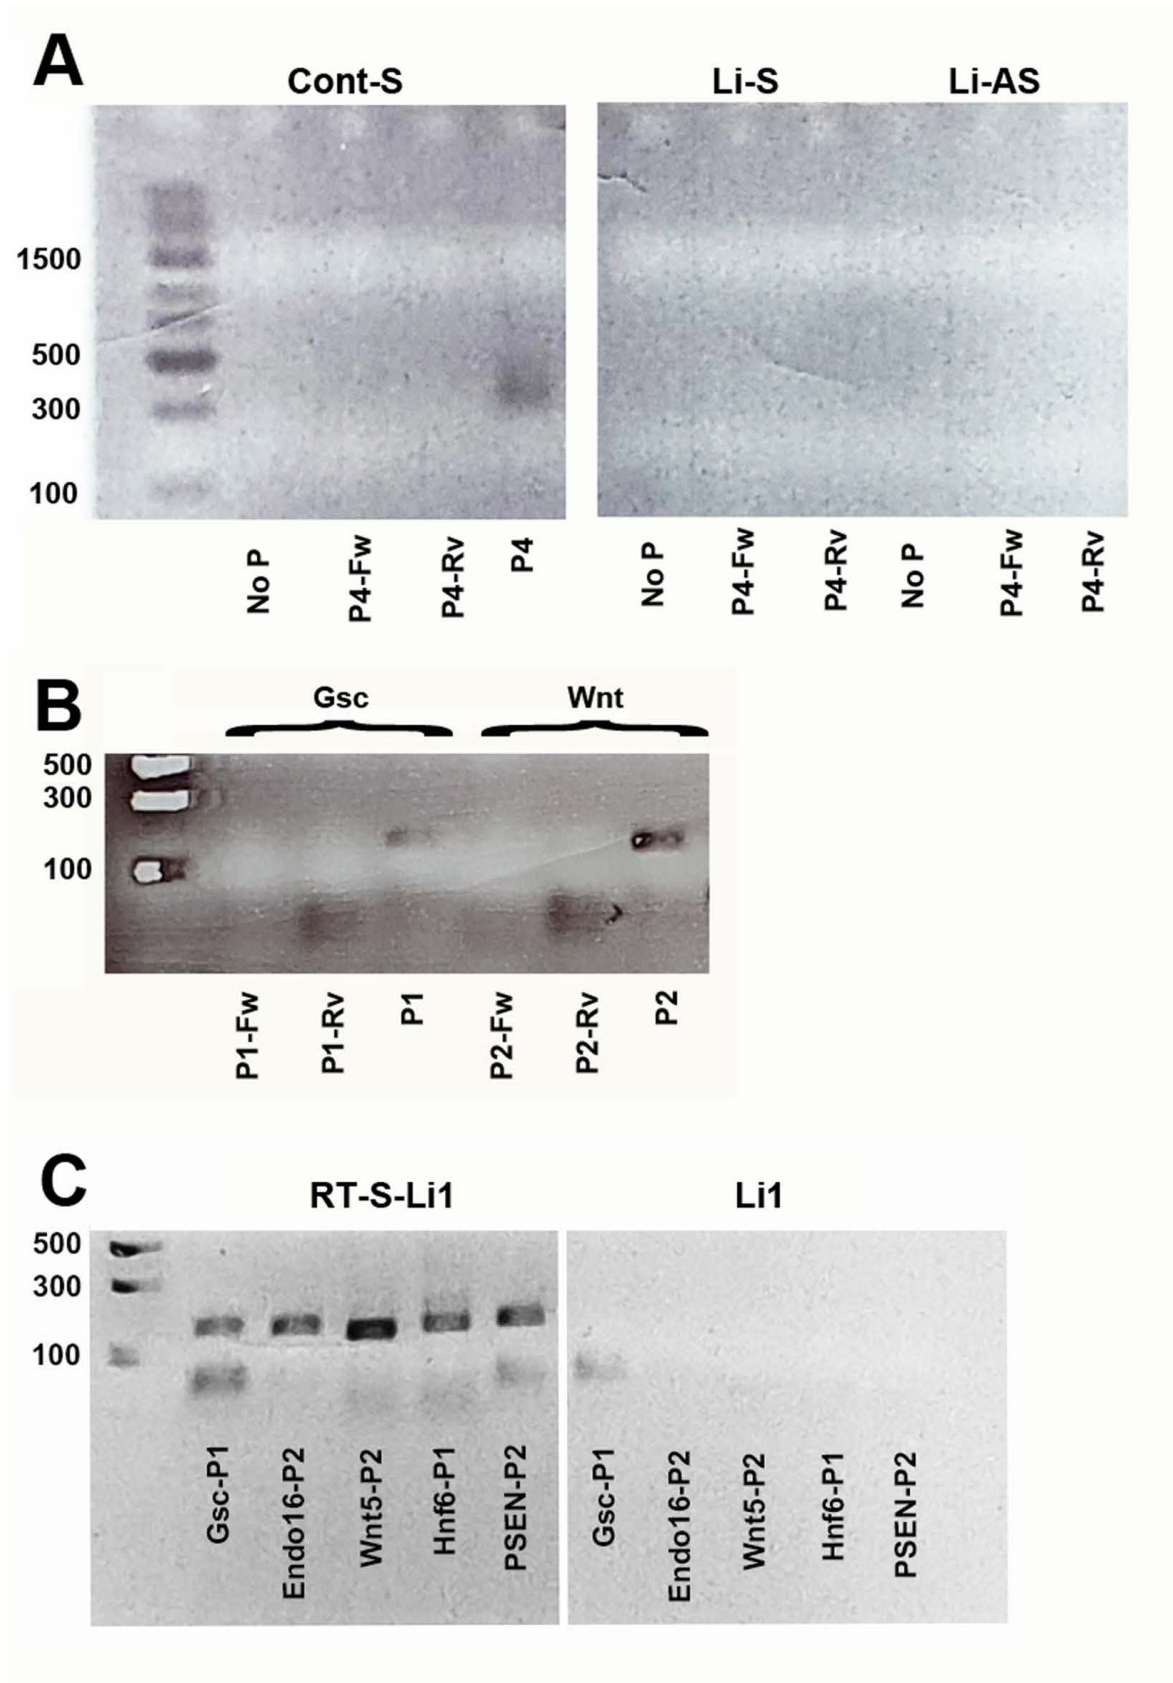 A
Cont-S
Li-S
Li-AS
1500
500
300
100
No P
P4-Fw
P4-Rv
P4
No P
P4-Fw
P4-Rv
No P
P4-Fw
P4-Rv
B
Gsc
Wnt
500
300
100
P1-Fw
P1-Rv
P1
P2-Fw
P2-Rv
P2
C
RT-S-Li1
Li1
500
300
100
Gsc-P1
Endo16-P2
Wnt5-P2
Hnf6-P1
PSEN-P2
Gsc-P1
Endo16-P2
Wnt5-P2
Hnf6-P1
PSEN-P2